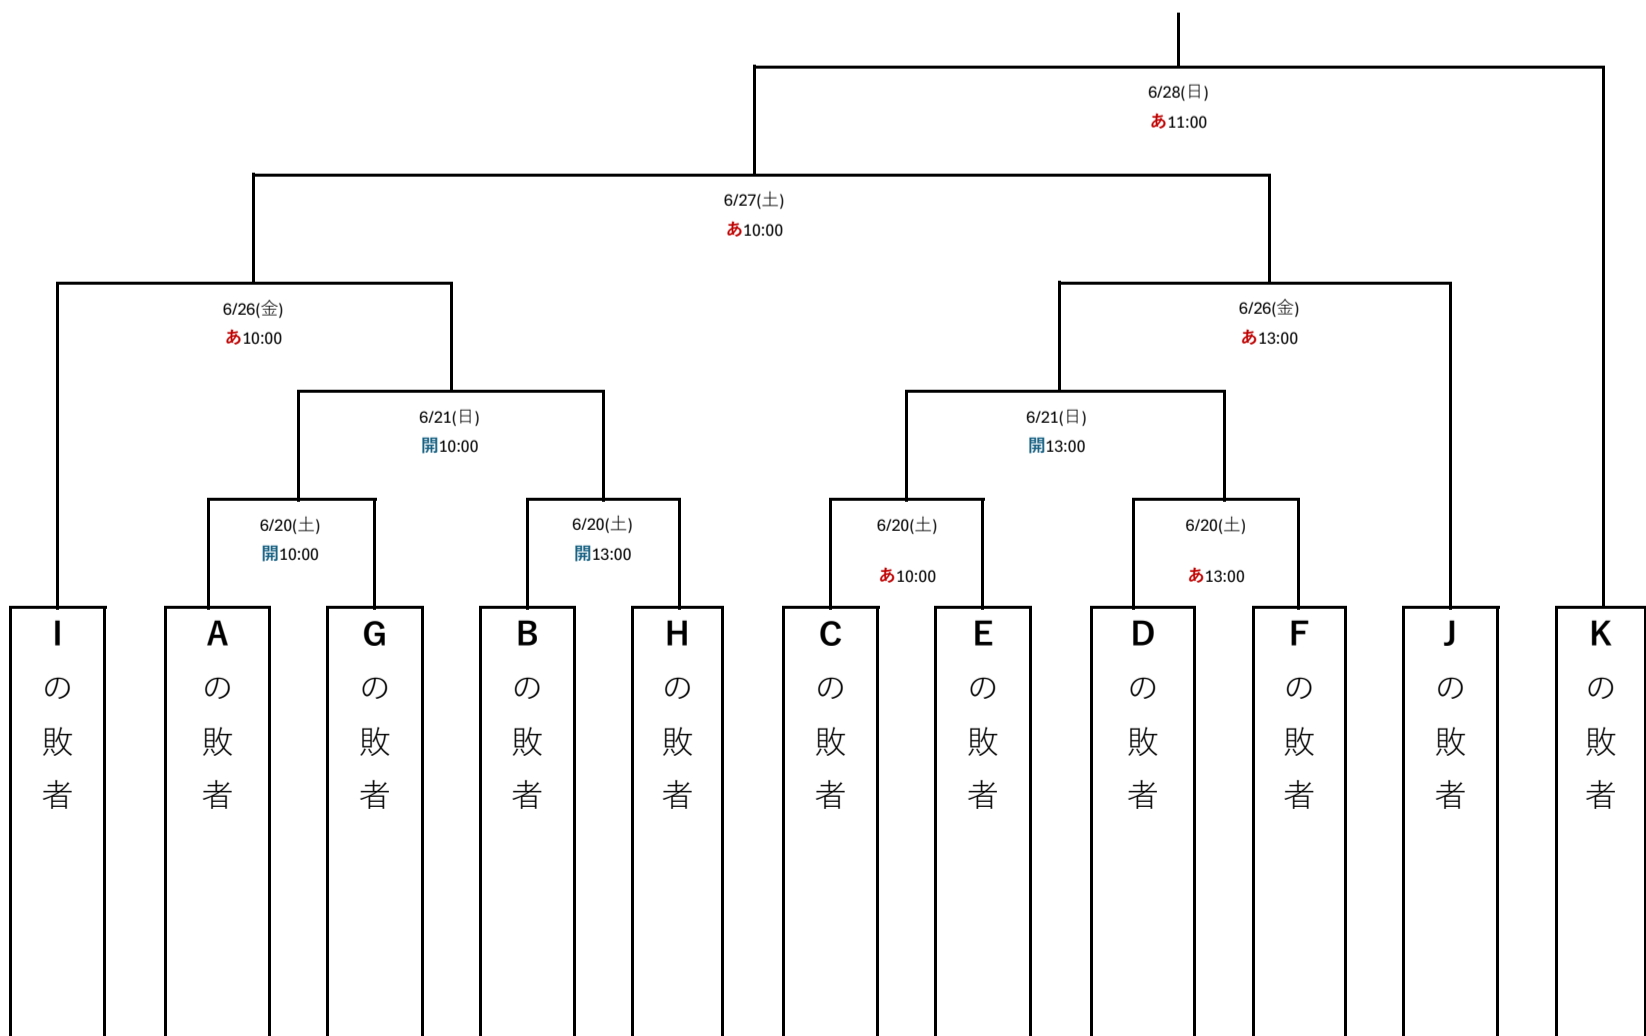 6/28(日)
あ11:00
6/27(土)
あ10:00
6/26(金)
あ10:00
6/26(金)
あ13:00
6/21(日)
開10:00
6/21(日)
開13:00
6/20(土)
開10:00
6/20(土)
開13:00
6/20(土)
あ10:00
6/20(土)
あ13:00
Iの敗者
Aの敗者
Gの敗者
Bの敗者
Hの敗者
Cの敗者
Eの敗者
Dの敗者
Fの敗者
Jの敗者
Kの敗者